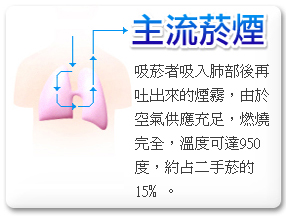 主流菸煙
吸菸者吸入肺部後再
吐出來的煙霧，由於
空氣供應充足，燃燒
完全，溫度可達950
度，約占二手菸的
15% 。